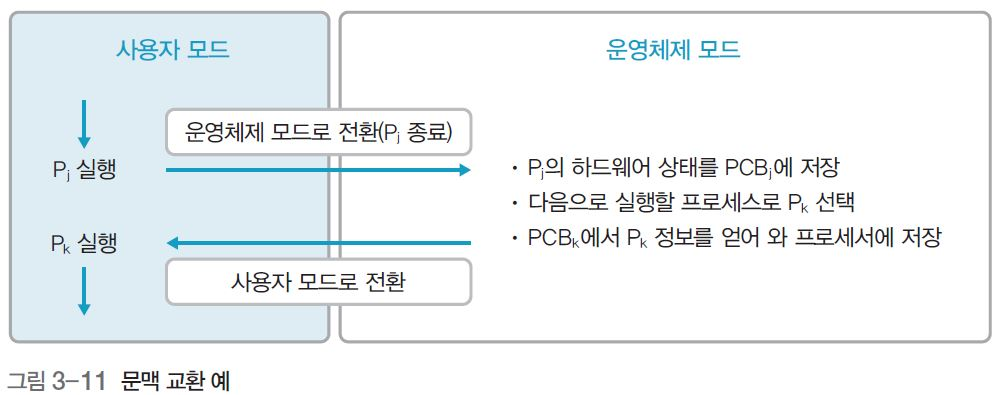 사용자 모드
운영체제 모드
운영체제 모드로 전환(Pj 종료)
Pj 실행
· Pj의 하드웨어 상태를 PCBj에 저장
· 다음으로 실행할 프로세스로 Pk 선택
Pk 실행
· PCBk에서 Pk 정보를 얻어 와 프로세서에 저장
사용자 모드로 전환
그림 3-11 문맥 교환 예